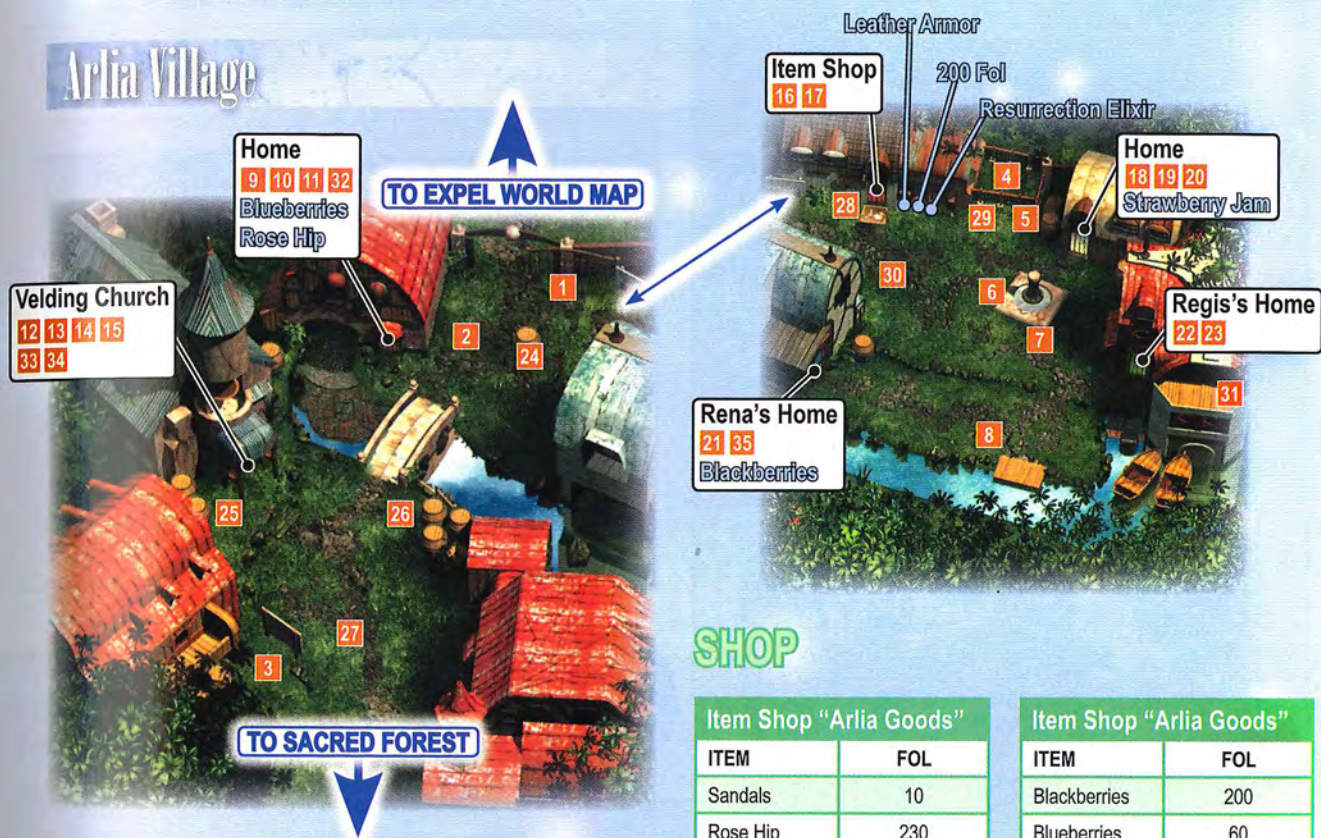 Arlia Village
TO EXPEL WORLD MAP
Home
9 10 11 32
Blueberries
Rose Hip
Velding Church
12 13 14 15
33 34
1
2
24
25
26
27
3
TO SACRED FOREST
Leather Armor
200 Fol
Resurrection Elixir
Item Shop
16 17
Home
18 19 20
Strawberry Jam
4
28
29
5
30
6
7
Regis's Home
22 23
31
Rena's Home
21 35
Blackberries
8
SHOP
Item Shop "Arlia Goods"
ITEM FOL
Sandals 10
Rose Hip 230
Item Shop "Arlia Goods"
ITEM FOL
Blackberries 200
Blueberries 60